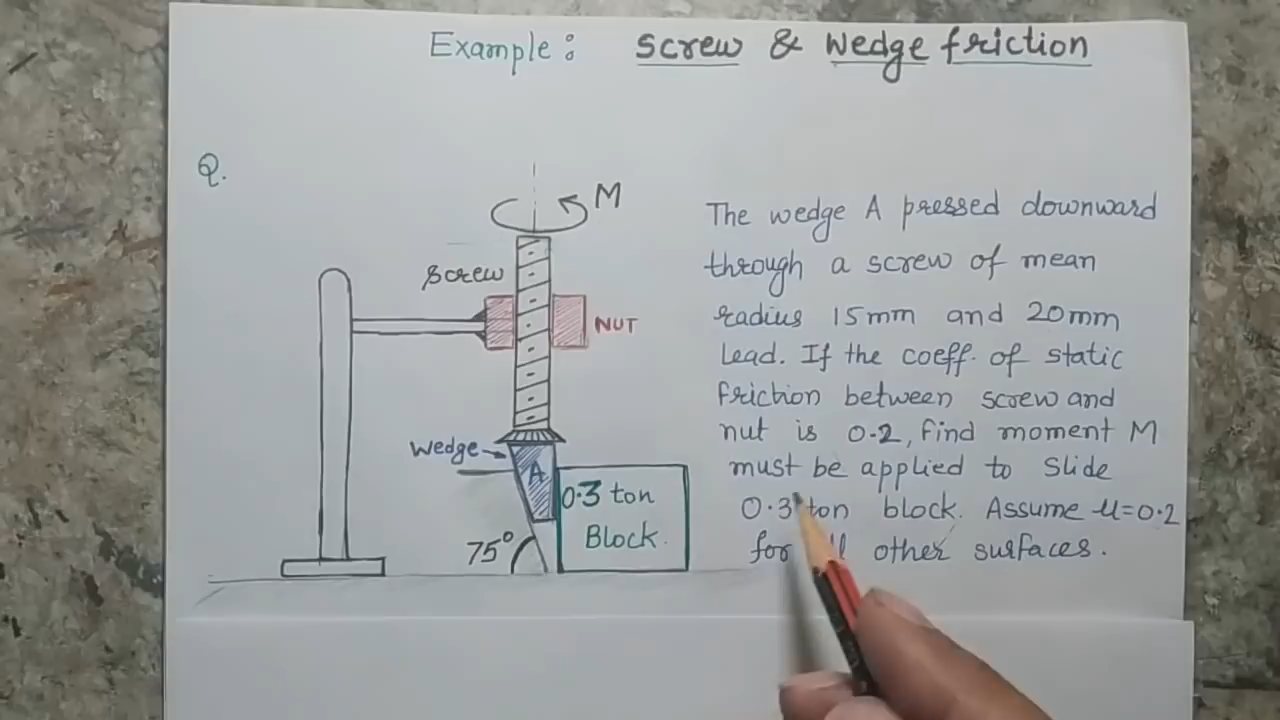 Example: Screw & Wedge friction
Q.
M
Screw
NUT
Wedge
A
0.3 ton
Block.
75°
The wedge A pressed downward
through a screw of mean
radius 15mm and 20mm
Lead. If the coeff. of static
friction between screw and
nut is 0.2, find moment M
must be applied to slide
0.3 ton block. Assume μ=0.2
for other surfaces.